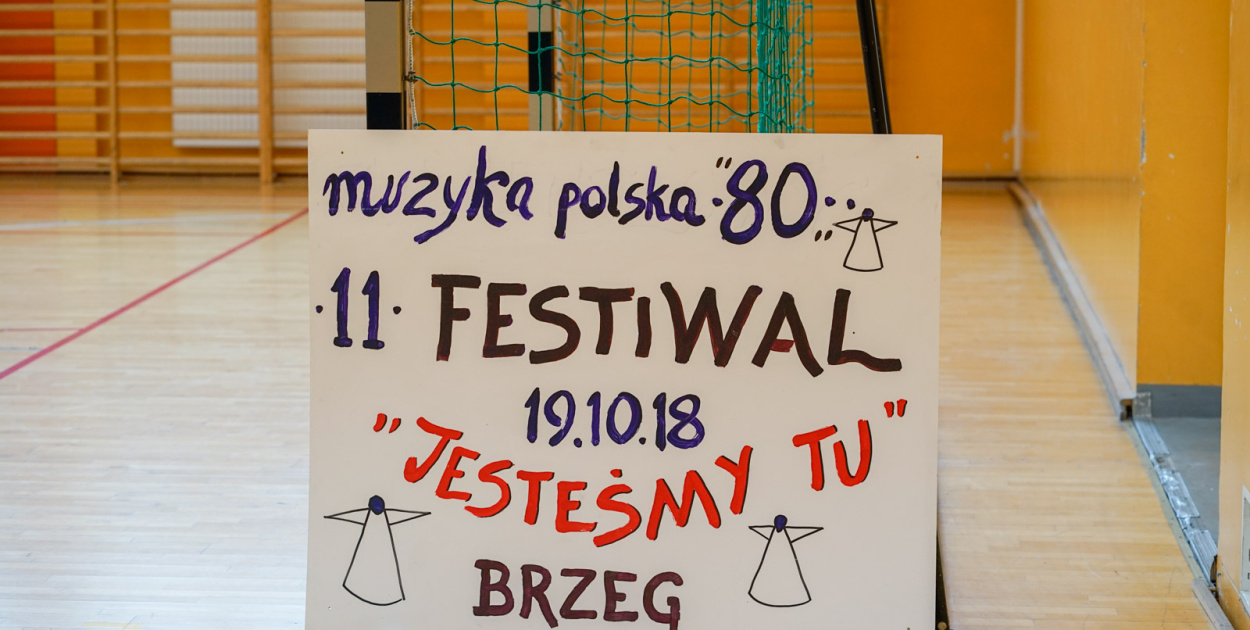 muzyka polska "80"
·11· FESTIWAL
19.10.18
"JESTEŚMY TU"
BRZEG